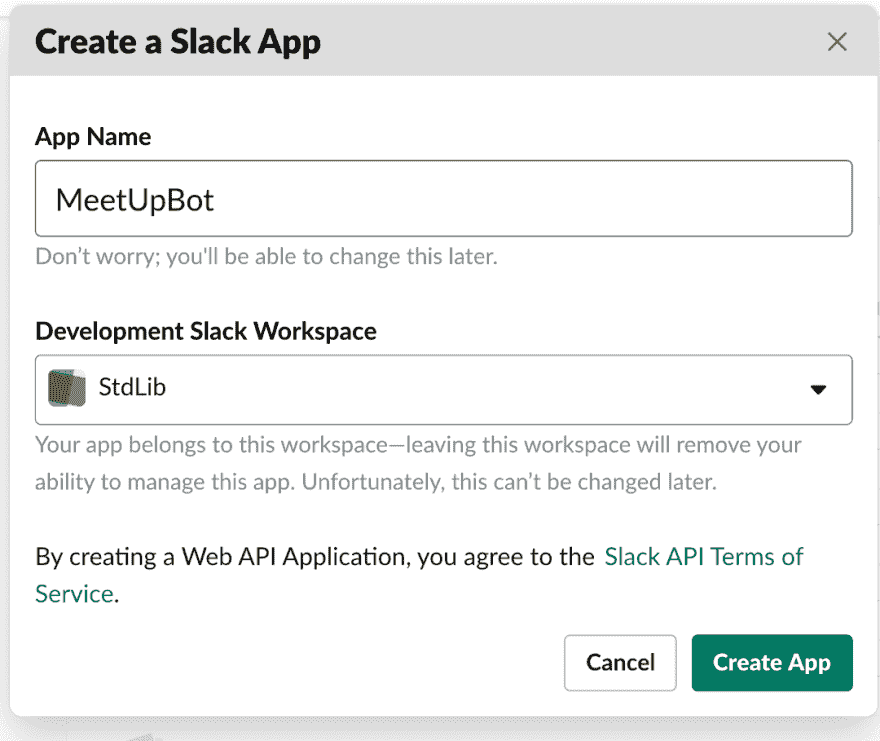 Create a Slack App
App Name
MeetUpBot
Don’t worry; you'll be able to change this later.
Development Slack Workspace
StdLib
Your app belongs to this workspace—leaving this workspace will remove your
ability to manage this app. Unfortunately, this can’t be changed later.
By creating a Web API Application, you agree to the Slack API Terms of
Service.
Cancel
Create App